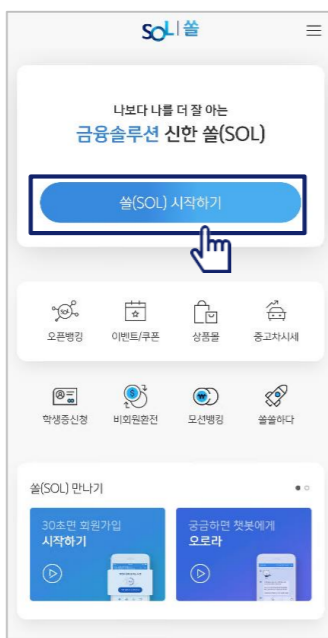 SOL 쏠
나보다 나를 더 잘 아는
금융솔루션 신한 쏠(SOL)
쏠(SOL) 시작하기
오픈뱅킹 이벤트/쿠폰 상품몰 중고차시세
학생증신청 비회원환전 모션뱅킹 쏠쏠하다
쏠(SOL) 만나기
30초면 회원가입
시작하기
궁금하면 챗봇에게
오로라